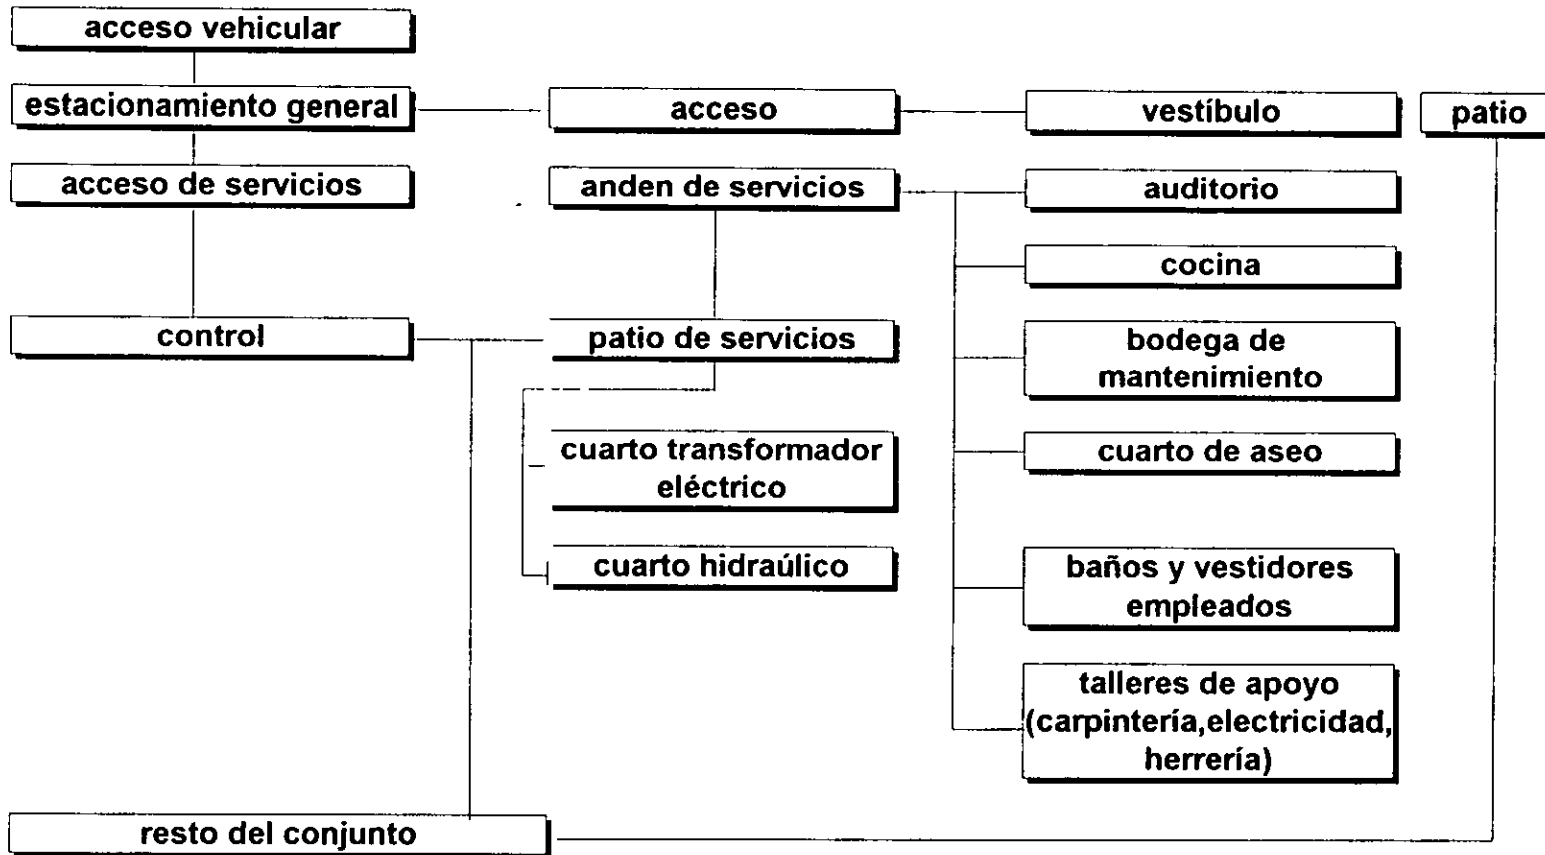 acceso vehicular
estacionamiento general
acceso
vestíbulo
patio
acceso de servicios
anden de servicios
auditorio
cocina
control
patio de servicios
bodega de
mantenimiento
cuarto transformador
eléctrico
cuarto de aseo
cuarto hidraúlico
baños y vestidores
empleados
talleres de apoyo
(carpintería,electricidad,
herrería)
resto del conjunto